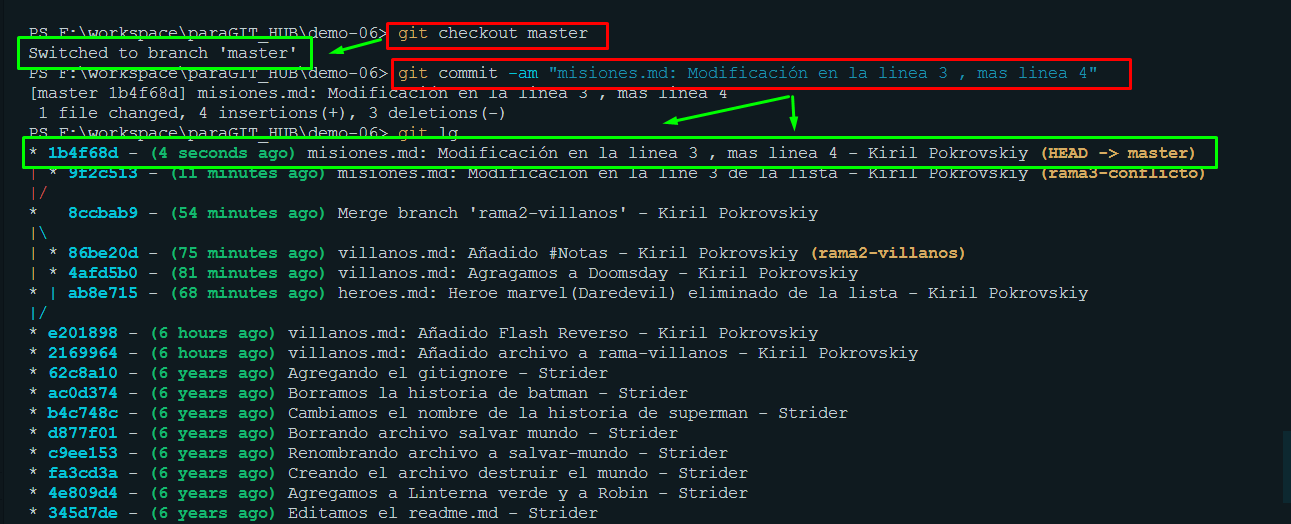 PS F:\workspace\paraGIT_HUB\demo-06> git checkout master
Switched to branch 'master'
PS F:\workspace\paraGIT_HUB\demo-06> git commit -am "misiones.md: Modificación en la linea 3 , mas linea 4"
[master 1b4f68d] misiones.md: Modificación en la linea 3 , mas linea 4
1 file changed, 4 insertions(+), 3 deletions(-)
PS F:\workspace\paraGIT_HUB\demo-06> git lg
* 1b4f68d - (4 seconds ago) misiones.md: Modificación en la linea 3 , mas linea 4 - Kiril Pokrovskiy (HEAD -> master)
| * 9f2c513 - (11 minutes ago) misiones.md: Modificación en la line 3 de la lista - Kiril Pokrovskiy (rama3-conflicto)
|/
*   8ccbab9 - (54 minutes ago) Merge branch 'rama2-villanos' - Kiril Pokrovskiy
|\
| * 86be20d - (75 minutes ago) villanos.md: Añadido #Notas - Kiril Pokrovskiy (rama2-villanos)
| * 4afd5b0 - (81 minutes ago) villanos.md: Agragamos a Doomsday - Kiril Pokrovskiy
* | ab8e715 - (68 minutes ago) heroes.md: Heroe marvel(Daredevil) eliminado de la lista - Kiril Pokrovskiy
|/
* e201898 - (6 hours ago) villanos.md: Añadido Flash Reverso - Kiril Pokrovskiy
* 2169964 - (6 hours ago) villanos.md: Añadido archivo a rama-villanos - Kiril Pokrovskiy
* 62c8a10 - (6 years ago) Agregando el gitignore - Strider
* ac0d374 - (6 years ago) Borramos la historia de batman - Strider
* b4c748c - (6 years ago) Cambiamos el nombre de la historia de superman - Strider
* d877f01 - (6 years ago) Borrando archivo salvar mundo - Strider
* c9ee153 - (6 years ago) Renombrando archivo a salvar-mundo - Strider
* fa3cd3a - (6 years ago) Creando el archivo destruir el mundo - Strider
* 4e809d4 - (6 years ago) Agregamos a Linterna verde y a Robin - Strider
* 345d7de - (6 years ago) Editamos el readme.md - Strider